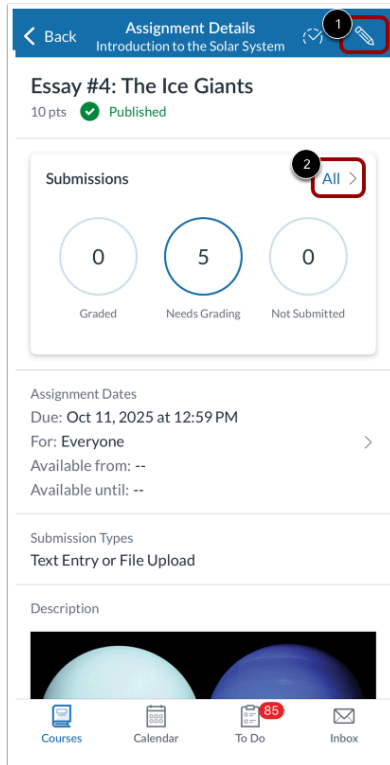 1
Back
Assignment Details
Introduction to the Solar System
Essay #4: The Ice Giants
10 pts Published
2
Submissions All
0 5 0
Graded Needs Grading Not Submitted
Assignment Dates
Due: Oct 11, 2025 at 12:59 PM
For: Everyone
Available from: --
Available until: --
Submission Types
Text Entry or File Upload
Description
85
Courses Calendar To Do Inbox